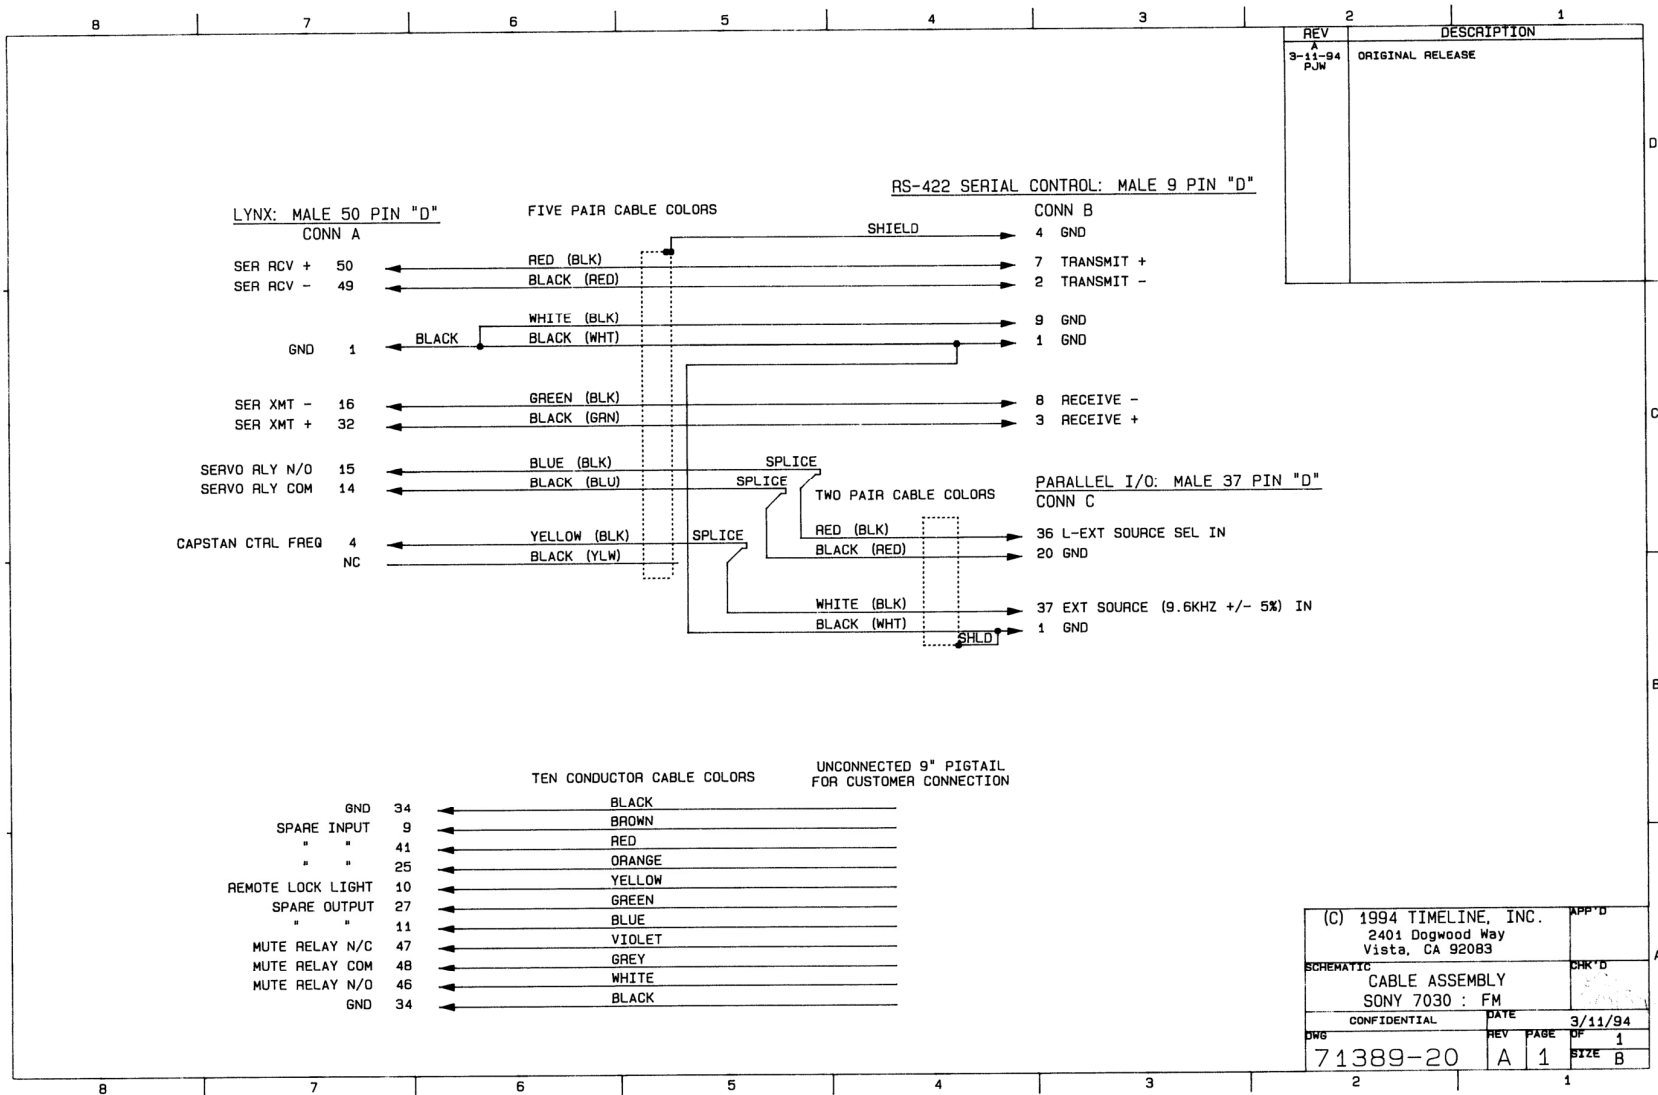 8 7 6 5 4 3 2 1
REV DESCRIPTION
A
3-11-94 ORIGINAL RELEASE
PJW
D
RS-422 SERIAL CONTROL: MALE 9 PIN "D"
LYNX: MALE 50 PIN "D" FIVE PAIR CABLE COLORS CONN B
CONN A SHIELD 4 GND
SER RCV + 50 RED (BLK) 7 TRANSMIT +
SER RCV - 49 BLACK (RED) 2 TRANSMIT -
WHITE (BLK) 9 GND
GND 1 BLACK BLACK (WHT) 1 GND
SER XMT - 16 GREEN (BLK) 8 RECEIVE -
SER XMT + 32 BLACK (GRN) 3 RECEIVE +
C
SERVO RLY N/O 15 BLUE (BLK) SPLICE
SERVO RLY COM 14 BLACK (BLU) SPLICE
PARALLEL I/O: MALE 37 PIN "D"
TWO PAIR CABLE COLORS CONN C
CAPSTAN CTRL FREQ 4 YELLOW (BLK) SPLICE RED (BLK) 36 L-EXT SOURCE SEL IN
NC BLACK (YLW) BLACK (RED) 20 GND
WHITE (BLK) 37 EXT SOURCE (9.6KHZ +/- 5%) IN
BLACK (WHT) 1 GND
SHLD
B
TEN CONDUCTOR CABLE COLORS
UNCONNECTED 9" PIGTAIL
FOR CUSTOMER CONNECTION
GND 34 BLACK
SPARE INPUT 9 BROWN
" " 41 RED
" " 25 ORANGE
REMOTE LOCK LIGHT 10 YELLOW
SPARE OUTPUT 27 GREEN
" " 11 BLUE
MUTE RELAY N/C 47 VIOLET
MUTE RELAY COM 48 GREY
MUTE RELAY N/O 46 WHITE
GND 34 BLACK
A
(C) 1994 TIMELINE, INC. APP'D
2401 Dogwood Way
Vista, CA 92083
SCHEMATIC CHK'D
CABLE ASSEMBLY
SONY 7030 : FM
CONFIDENTIAL DATE 3/11/94
DWG REV PAGE OF 1
71389-20 A 1 SIZE B
8 7 6 5 4 3 2 1